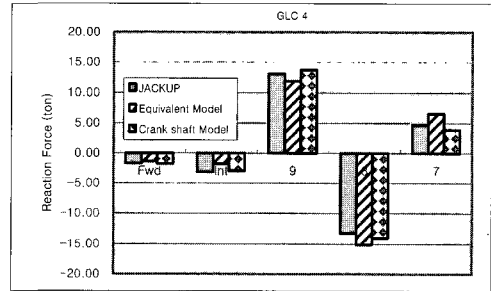 GLC 4
20.00
15.00
10.00
5.00
0.00
-5.00
-10.00
-15.00
-20.00
Reaction Force (ton)
JACKUP
Equivalent Model
Crank shaft Model
Fwd
Int
9
7